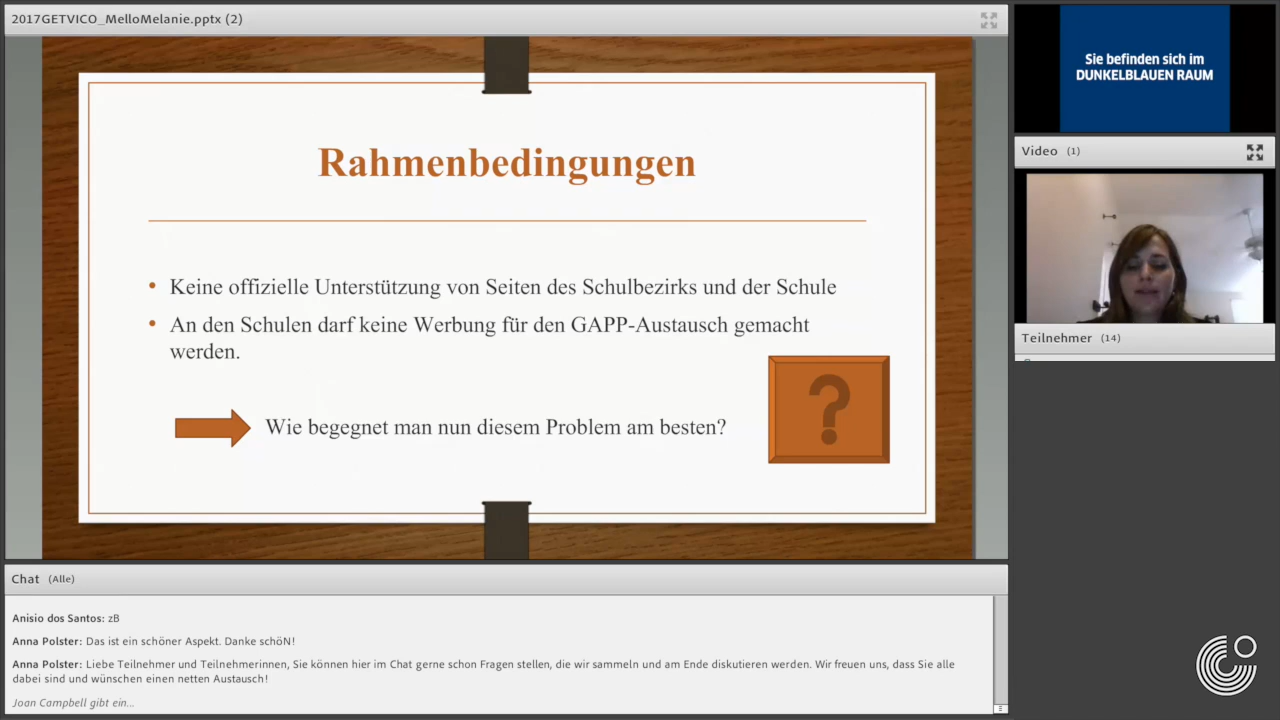 2017GETVICO_MelloMelanie.pptx (2)
Rahmenbedingungen
• Keine offizielle Unterstützung von Seiten des Schulbezirks und der Schule
• An den Schulen darf keine Werbung für den GAPP-Austausch gemacht
werden.
Wie begegnet man nun diesem Problem am besten?
?
Sie befinden sich im
DUNKELBLAUEN RAUM
Video (1)
Teilnehmer (14)
Chat (Alle)
Anisio dos Santos: zB
Anna Polster: Das ist ein schöner Aspekt. Danke schöN!
Anna Polster: Liebe Teilnehmer und Teilnehmerinnen, Sie können hier im Chat gerne schon Fragen stellen, die wir sammeln und am Ende diskutieren werden. Wir freuen uns, dass Sie alle
dabei sind und wünschen einen netten Austausch!
Joan Campbell gibt ein...